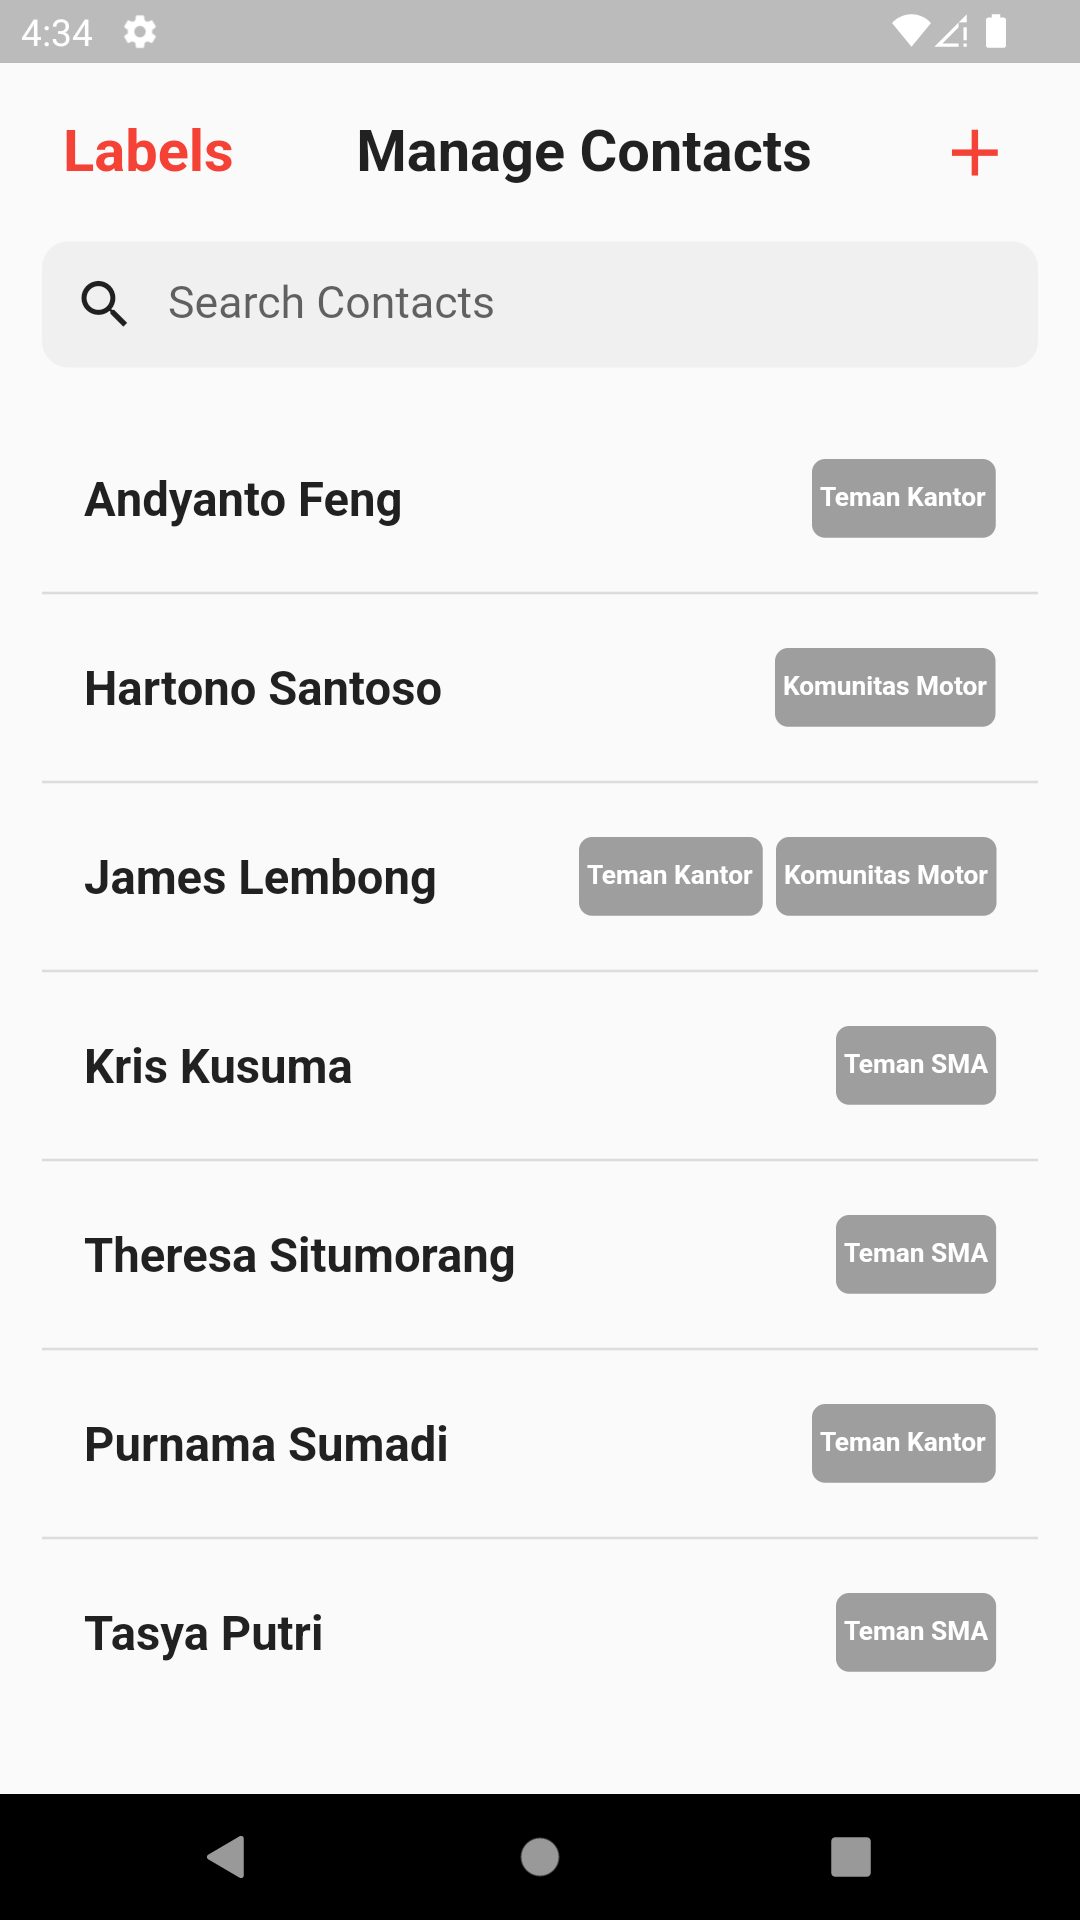 4:34
Labels Manage Contacts
Search Contacts
Andyanto Feng Teman Kantor
Hartono Santoso Komunitas Motor
James Lembong Teman Kantor Komunitas Motor
Kris Kusuma Teman SMA
Theresa Situmorang Teman SMA
Purnama Sumadi Teman Kantor
Tasya Putri Teman SMA